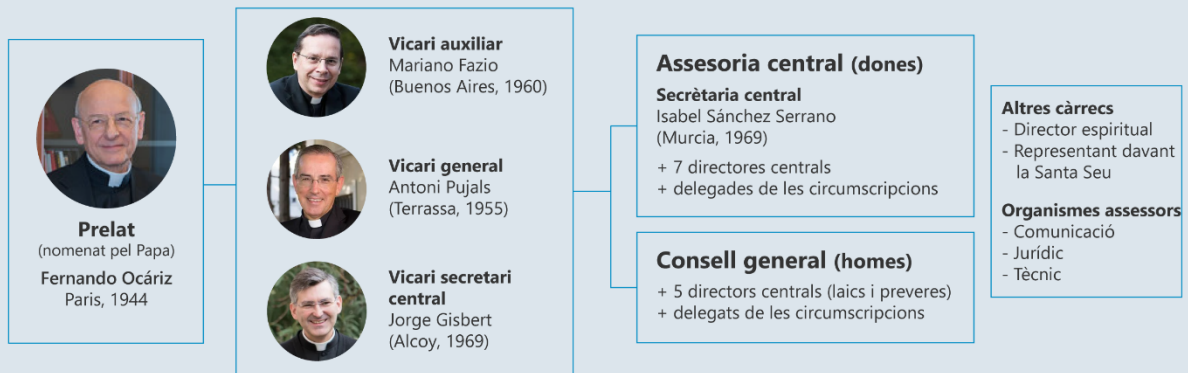 Prelat
(nomenat pel Papa)
Fernando Ocáriz
Paris, 1944
Vicari auxiliar
Mariano Fazio
(Buenos Aires, 1960)
Vicari general
Antoni Pujals
(Terrassa, 1955)
Vicari secretari
central
Jorge Gisbert
(Alcoy, 1969)
Assesoria central (dones)
Secrètaria central
Isabel Sánchez Serrano
(Murcia, 1969)
+ 7 directores centrals
+ delegades de les circumscripcions
Consell general (homes)
+ 5 directors centrals (laics i preveres)
+ delegats de les circumscripcions
Altres càrrecs
- Director espiritual
- Representant davant
la Santa Seu
Organismes assessors
- Comunicació
- Jurídic
- Tècnic